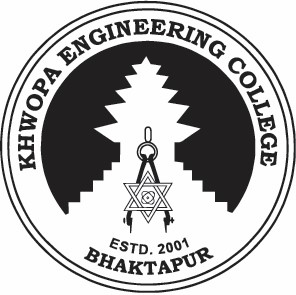 KHWOPA ENGINEERING COLLEGE
ESTD. 2001
BHAKTAPUR